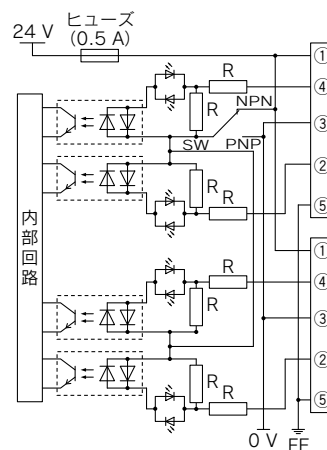 ヒューズ
24 V (0.5 A)
①
R ④
R NPN
③
SW PNP
R
R ②
⑤
内部回路
①
R ④
R
③
R
R ②
⑤
0 V FE